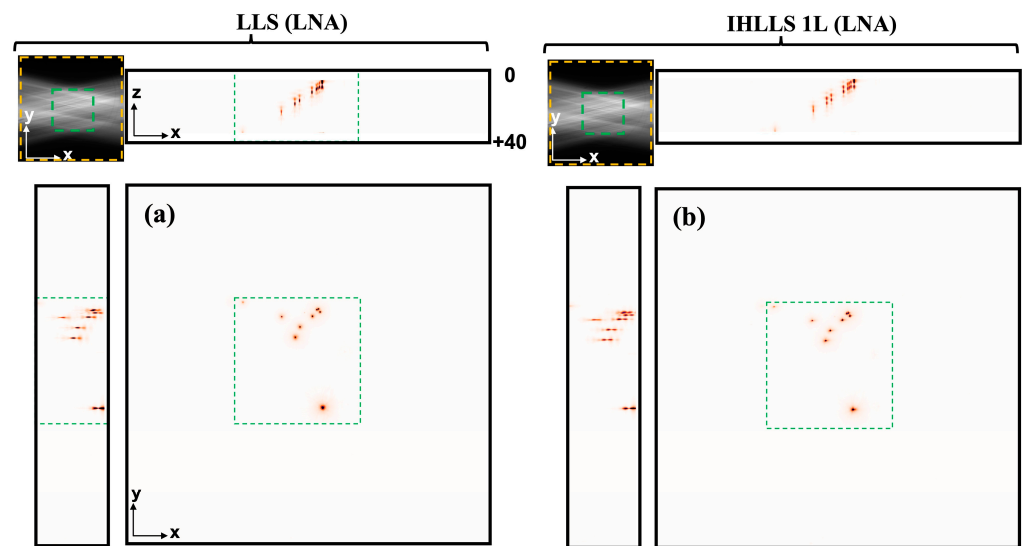 LLS (LNA)
IHLLS 1L (LNA)
y
x
z
x
0
+40
y
x
(a)
(b)
y
x